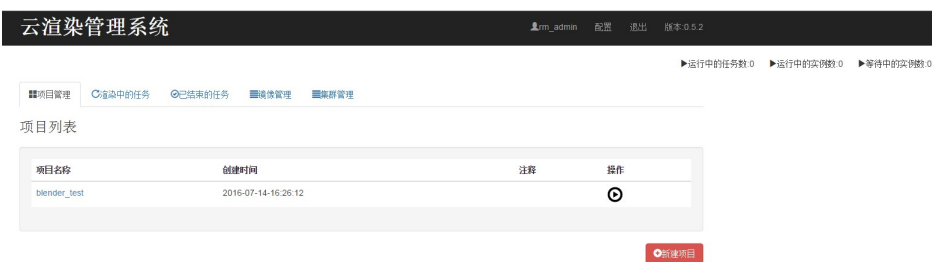 云渲染管理系统 rm_admin 配置 退出 版本:0.5.2
▶运行中的任务数:0 ▶运行中的实例数:0 ▶等待中的实例数:0
项目管理 渲染中的任务 已结束的任务 镜像管理 集群管理
项目列表
项目名称 创建时间 注释 操作
blender_test 2016-07-14-16:26:12
新建项目